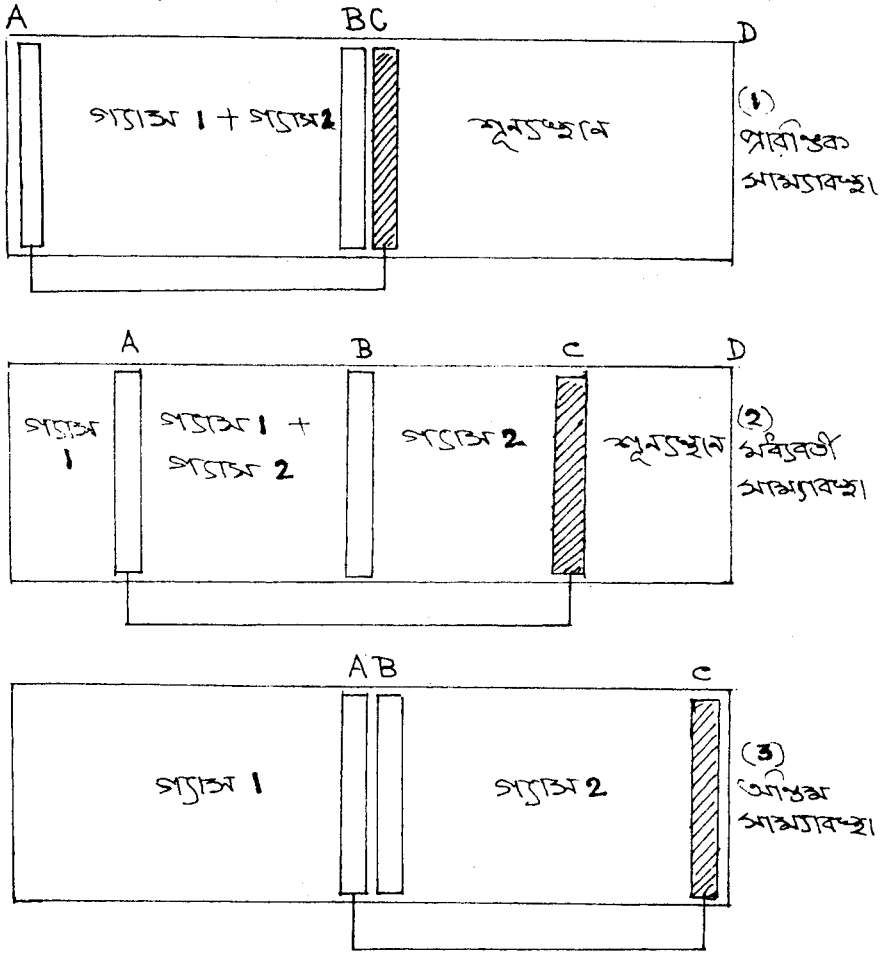 A B C D
গ্যাস 1 + গ্যাস 2
শূন্যস্থান
(1)
প্রারম্ভিক
সাম্যাবস্থা
A B C D
গ্যাস
1
গ্যাস 1 +
গ্যাস 2
গ্যাস 2
শূন্যস্থান
(2)
মধ্যবর্তী
সাম্যাবস্থা
A B C
গ্যাস 1
গ্যাস 2
(3)
অন্তিম
সাম্যাবস্থা